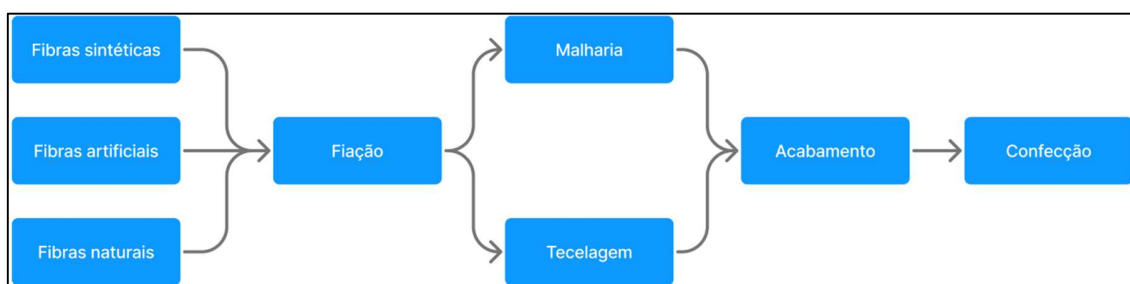 Fibras sintéticas
Fibras artificiais
Fibras naturais
Fiação
Malharia
Tecelagem
Acabamento
Confecção